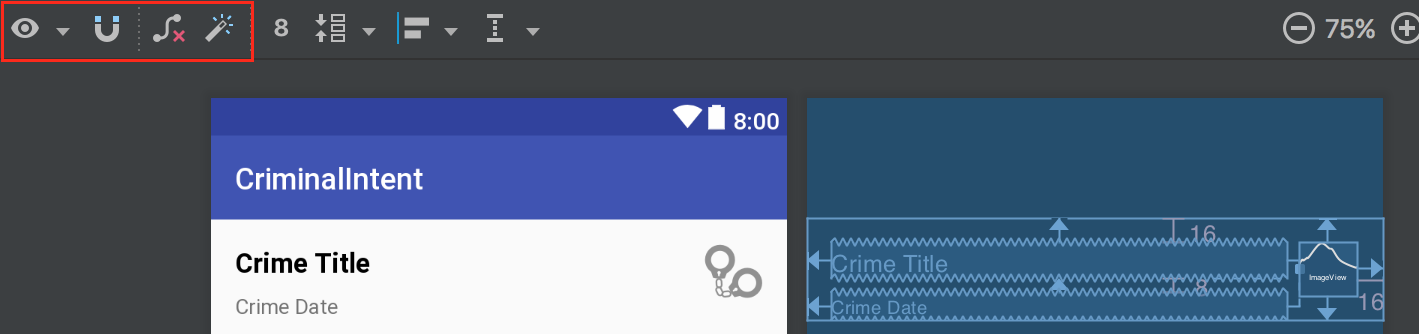 8
75%
8:00
CriminalIntent
Crime Title
Crime Date
16
Crime Title
ImageView
8
16
Crime Date